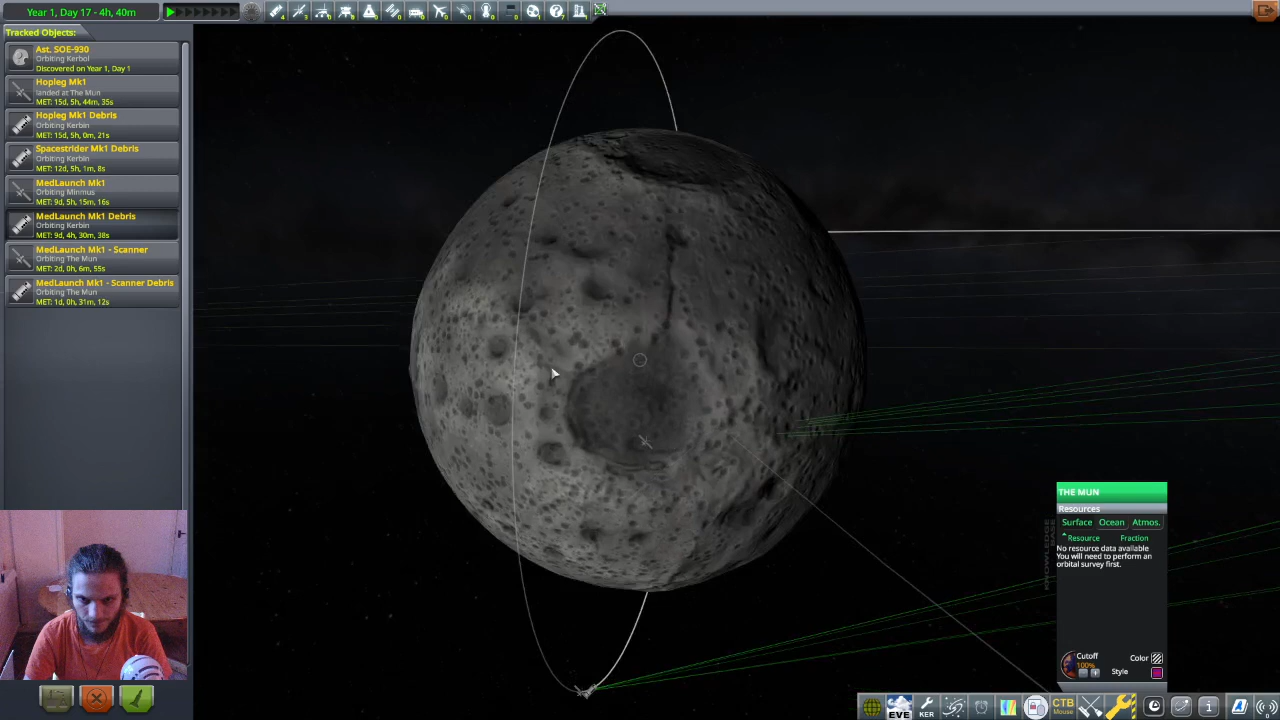 Year 1, Day 17 - 4h, 40m
Tracked Objects:
Ast. SOE-930
Orbiting Kerbol
Discovered on Year 1, Day 1
Hopleg Mk1
landed at The Mun
MET: 15d, 5h, 44m, 35s
Hopleg Mk1 Debris
Orbiting Kerbin
MET: 15d, 5h, 0m, 21s
Spacestrider Mk1 Debris
Orbiting Kerbin
MET: 12d, 5h, 1m, 8s
MedLaunch Mk1
Orbiting Minmus
MET: 9d, 5h, 15m, 16s
MedLaunch Mk1 Debris
Orbiting Kerbin
MET: 9d, 4h, 30m, 38s
MedLaunch Mk1 - Scanner
Orbiting The Mun
MET: 2d, 0h, 6m, 55s
MedLaunch Mk1 - Scanner Debris
Orbiting The Mun
MET: 1d, 0h, 31m, 12s
THE MUN
Resources
Surface Ocean Atmos.
Resource Fraction
No resource data available
You will need to perform an
orbital survey first.
KNOWLEDGE
BASE
Cutoff
100%
Color
Style
EVE
KER
CTB
Mouse